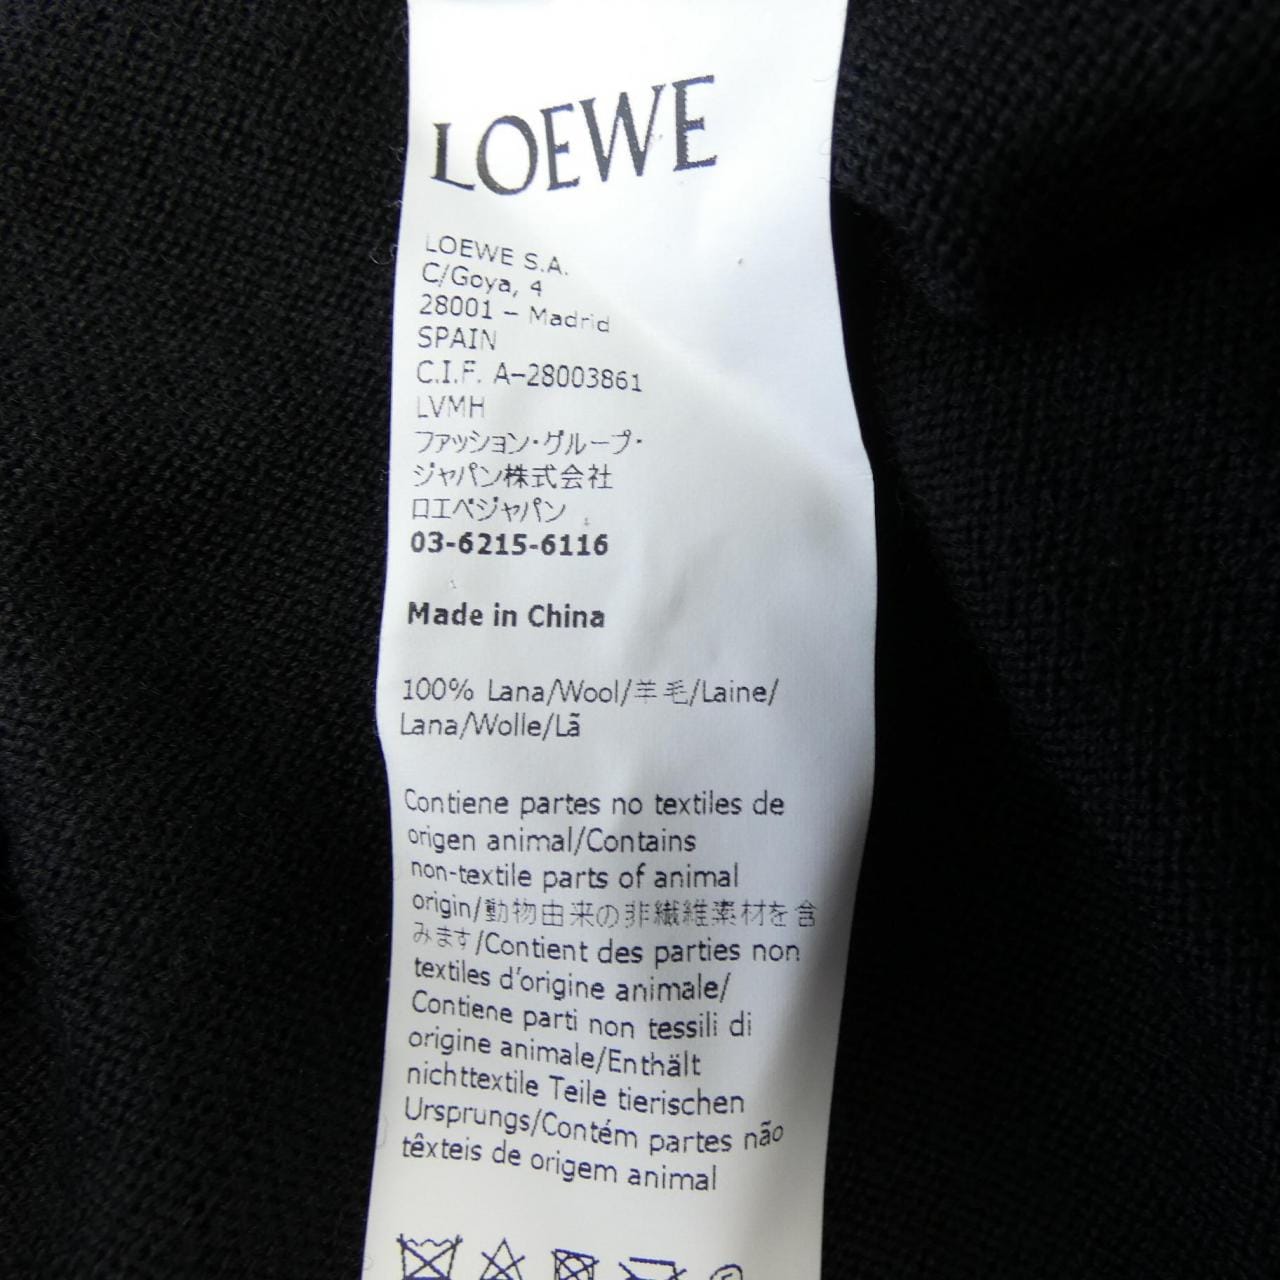 LOEWE
LOEWE S.A.
C/Goya, 4
28001 – Madrid
SPAIN
C.I.F. A-28003861
LVMH
ファッション・グループ・
ジャパン株式会社
ロエベジャパン
03-6215-6116
Made in China
100% Lana/Wool/羊毛/Laine/
Lana/Wolle/Lã
Contiene partes no textiles de
origen animal/Contains
non-textile parts of animal
origin/動物由来の非繊維素材を含
みます/Contient des parties non
textiles d'origine animale/
Contiene parti non tessili di
origine animale/Enthält
nichttextile Teile tierischen
Ursprungs/Contém partes não
têxteis de origem animal